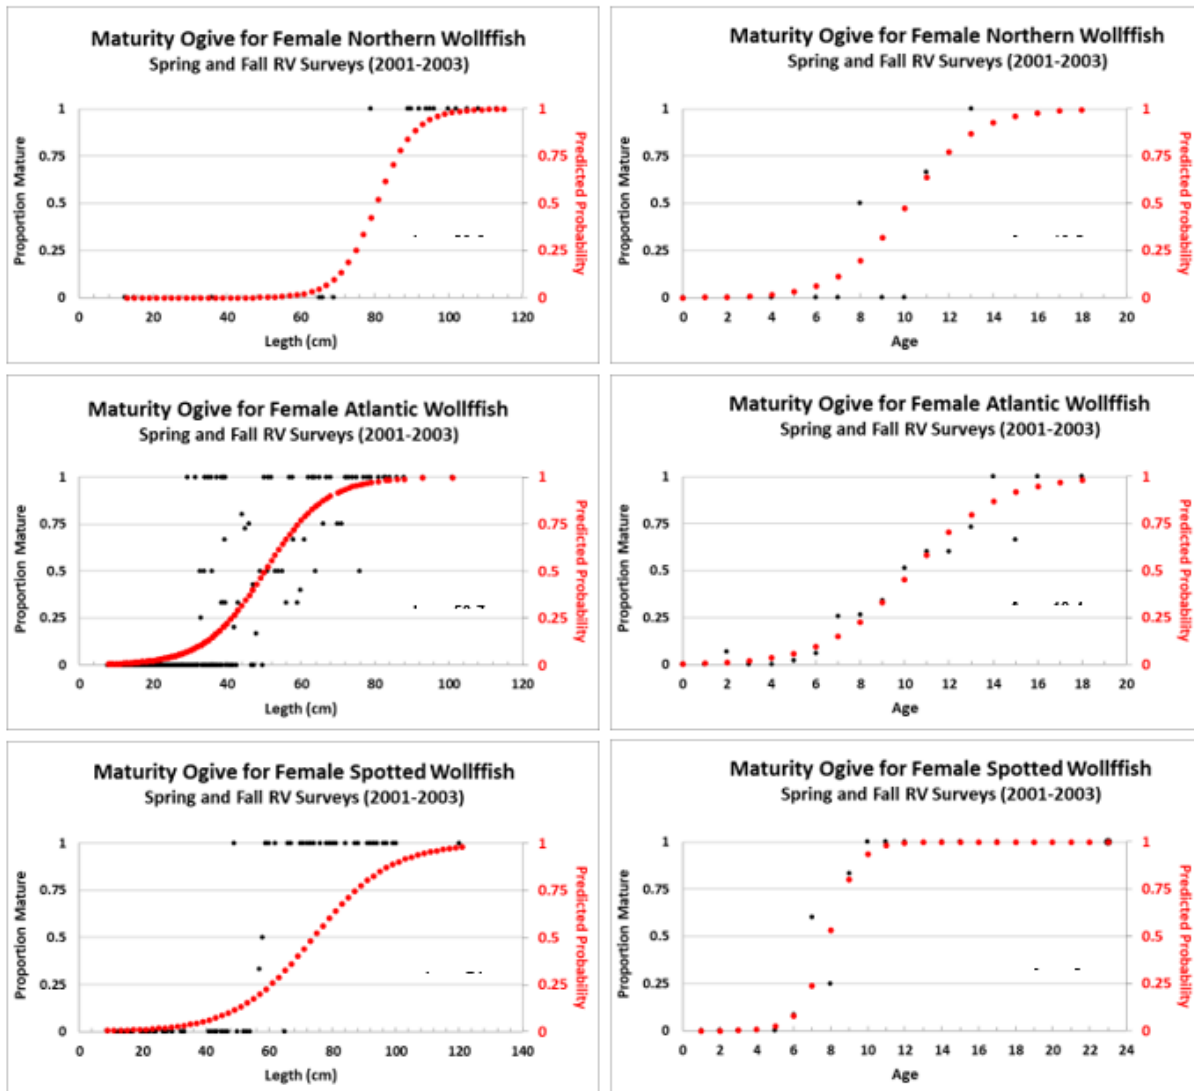 Maturity Ogive for Female Northern Wollffish
Spring and Fall RV Surveys (2001-2003)
Proportion Mature
1
0.75
0.5
0.25
0
1
0.75
0.5
0.25
0
Predicted Probability
0 20 40 60 80 100 120
Legth (cm)
Maturity Ogive for Female Northern Wollffish
Spring and Fall RV Surveys (2001-2003)
Proportion Mature
1
0.75
0.5
0.25
0
1
0.75
0.5
0.25
0
Predicted Probability
0 2 4 6 8 10 12 14 16 18 20
Age
Maturity Ogive for Female Atlantic Wollffish
Spring and Fall RV Surveys (2001-2003)
Proportion Mature
1
0.75
0.5
0.25
0
1
0.75
0.5
0.25
0
Predicted Probability
0 20 40 60 80 100 120
Legth (cm)
Maturity Ogive for Female Atlantic Wollffish
Spring and Fall RV Surveys (2001-2003)
Proportion Mature
1
0.75
0.5
0.25
0
1
0.75
0.5
0.25
0
Predicted Probability
0 2 4 6 8 10 12 14 16 18 20
Age
Maturity Ogive for Female Spotted Wollffish
Spring and Fall RV Surveys (2001-2003)
Proportion Mature
1
0.75
0.5
0.25
0
1
0.75
0.5
0.25
0
Predicted Probability
0 20 40 60 80 100 120 140
Legth (cm)
Maturity Ogive for Female Spotted Wollffish
Spring and Fall RV Surveys (2001-2003)
Proportion Mature
1
0.75
0.5
0.25
0
1
0.75
0.5
0.25
0
Predicted Probability
0 2 4 6 8 10 12 14 16 18 20 22 24
Age